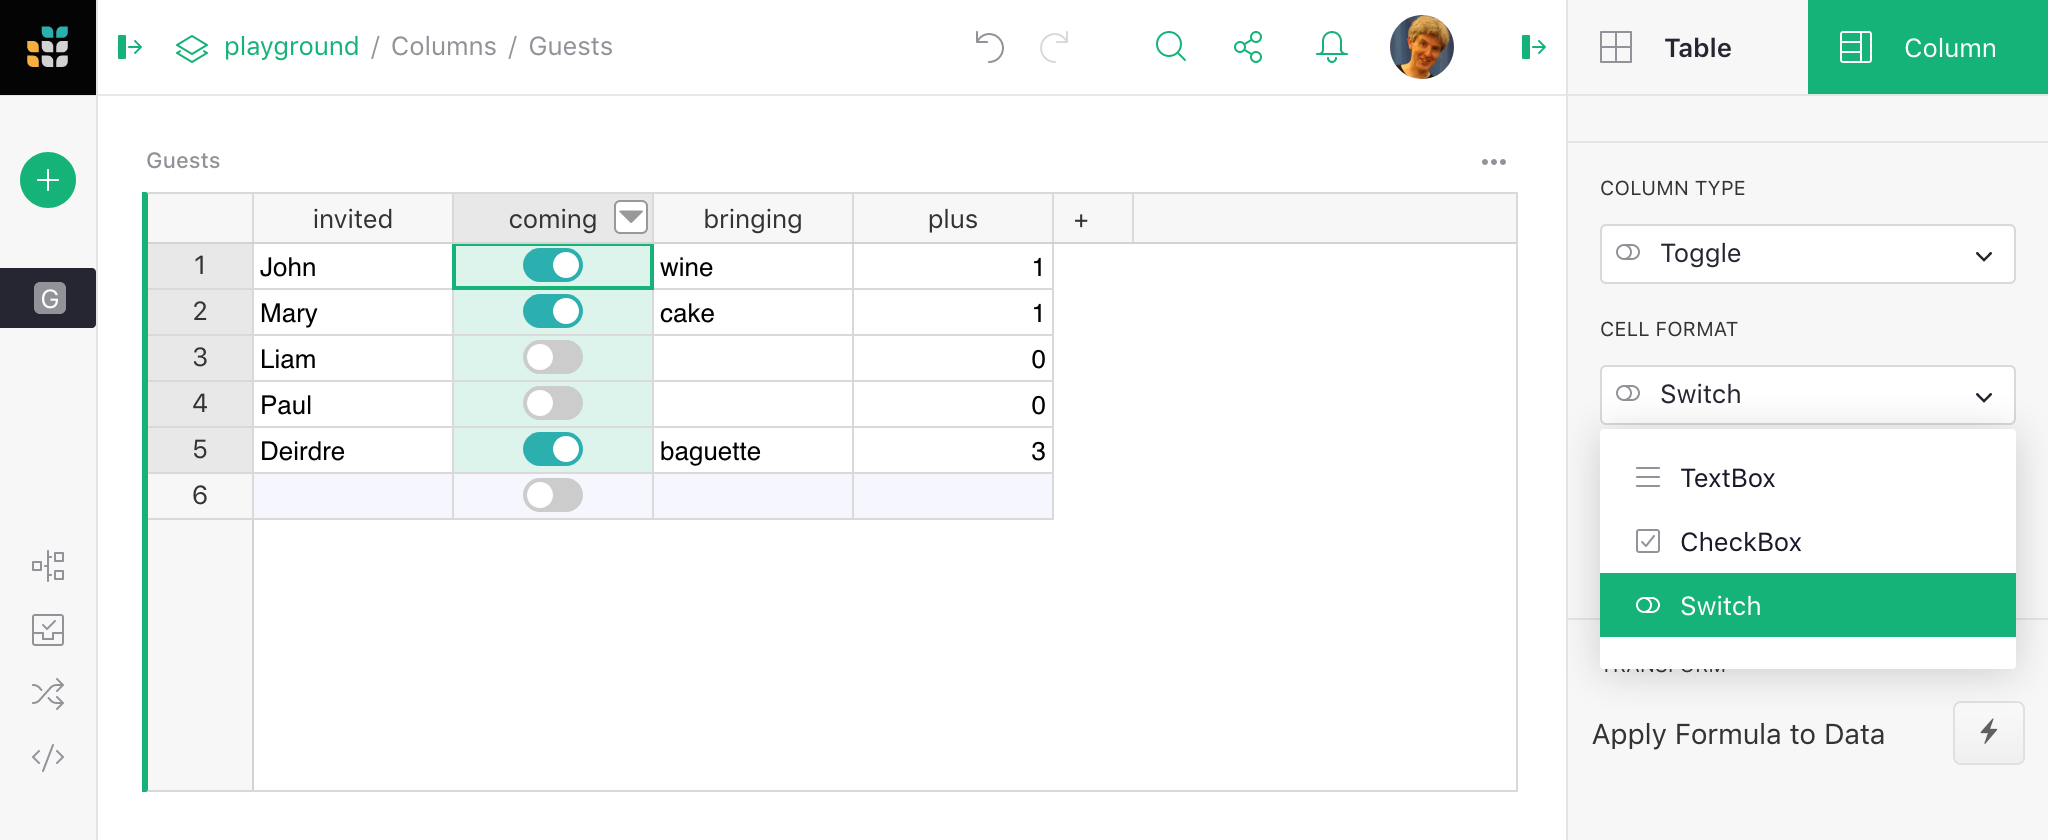 playground / Columns / Guests
Table
Column
Guests
invited coming bringing plus +
1 John wine 1
2 Mary cake 1
3 Liam 0
4 Paul 0
5 Deirdre baguette 3
6
G
COLUMN TYPE
Toggle
CELL FORMAT
Switch
TextBox
CheckBox
Switch
TRANSFORM
Apply Formula to Data